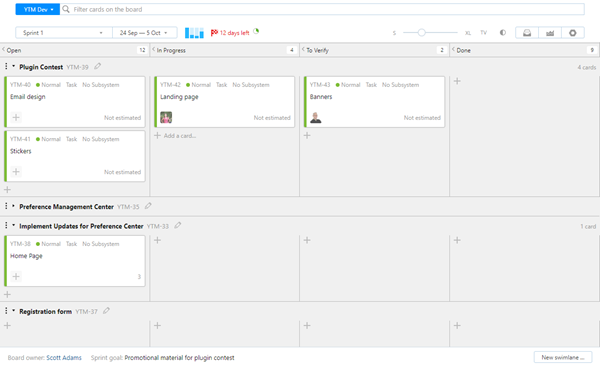 YTM Dev Filter cards on the board
Sprint 1 24 Sep — 5 Oct 12 days left S XL TV
Open 12 In Progress 4 To Verify 2 Done 9
Plugin Contest YTM-39 4 cards
YTM-40 Normal Task No Subsystem
Email design
Not estimated
YTM-42 Normal Task No Subsystem
Landing page
Not estimated
Add a card...
YTM-43 Normal Task No Subsystem
Banners
Not estimated
YTM-41 Normal Task No Subsystem
Stickers
Not estimated
Preference Management Center YTM-35
Implement Updates for Preference Center YTM-33 1 card
YTM-38 Normal Task No Subsystem
Home Page
3
Registration form YTM-37
Board owner: Scott Adams Sprint goal: Promotional material for plugin contest New swimlane ...